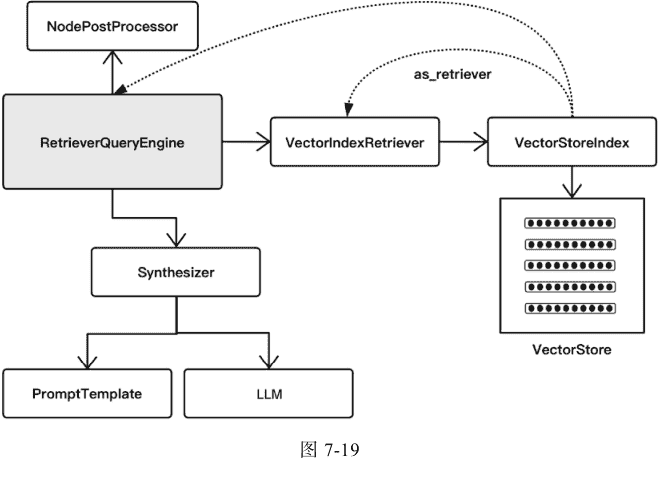 NodePostProcessor
as_retriever
RetrieverQueryEngine
VectorIndexRetriever
VectorStoreIndex
Synthesizer
VectorStore
PromptTemplate
LLM
图 7-19